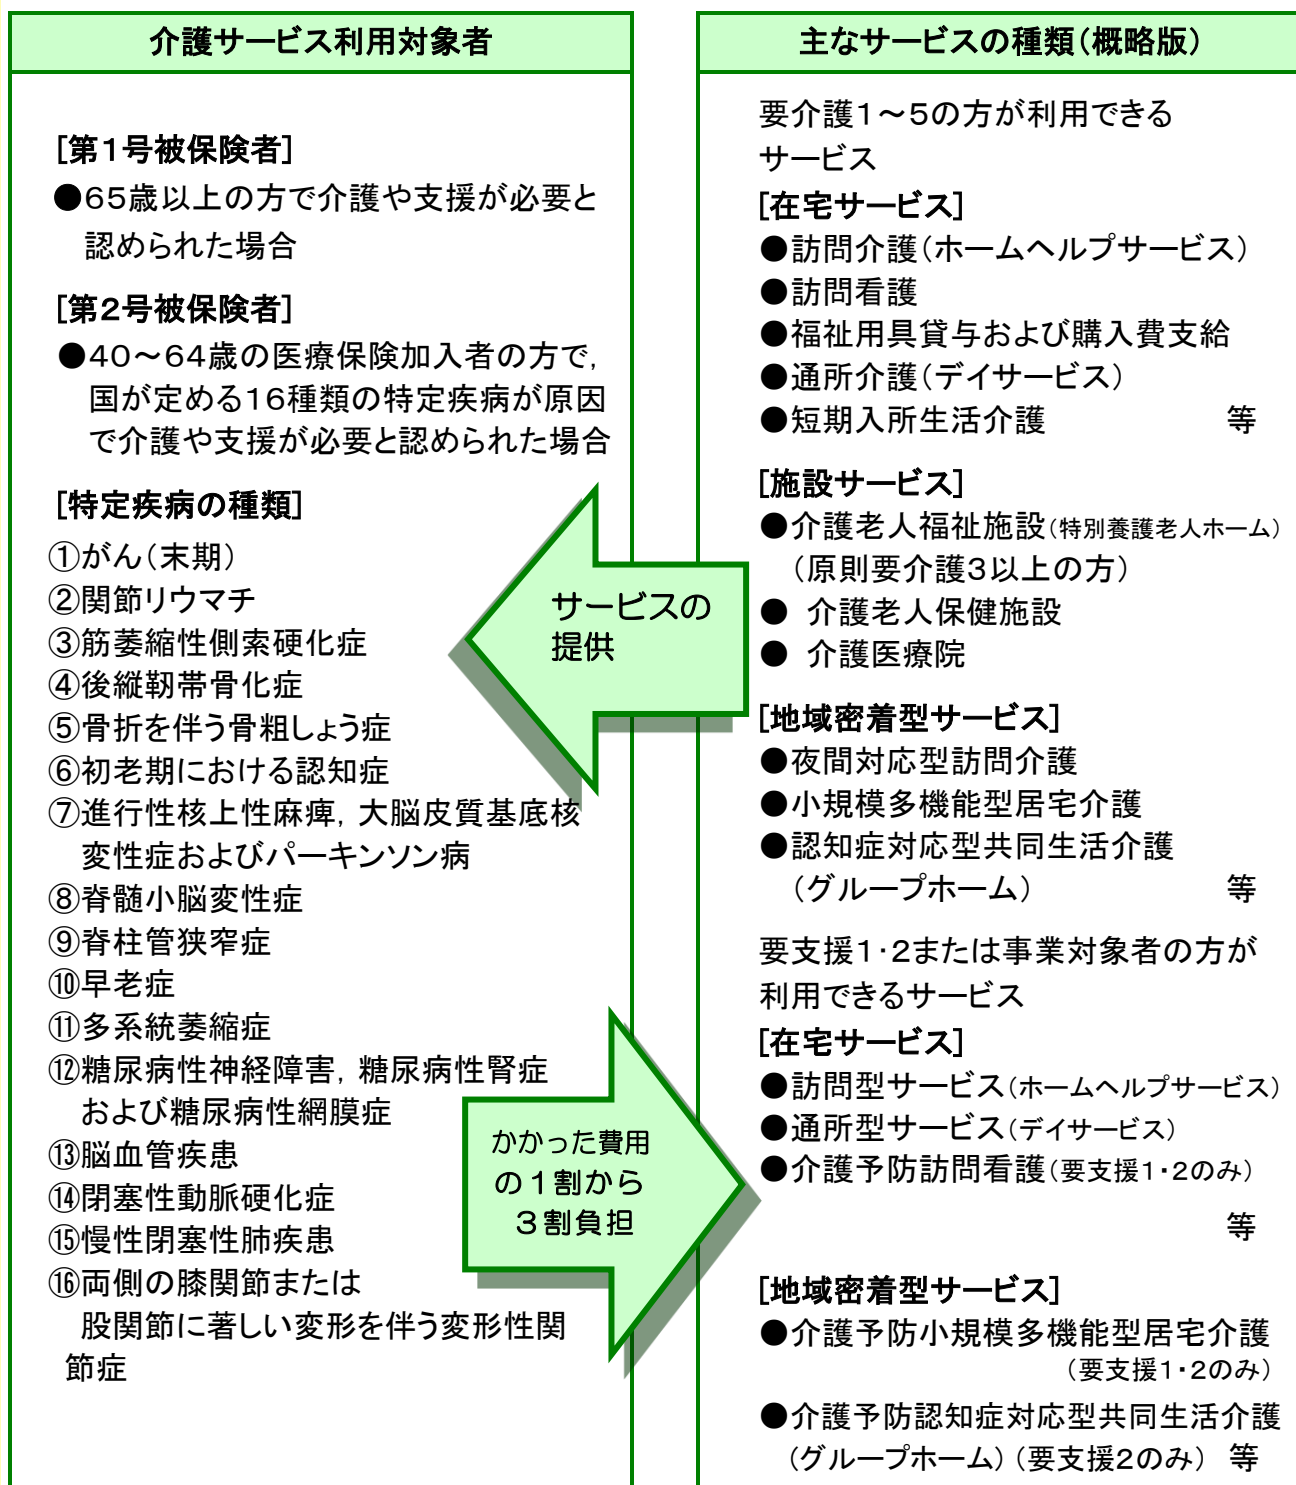 介護サービス利用対象者
[第1号被保険者]
●65歳以上の方で介護や支援が必要と
認められた場合
[第2号被保険者]
●40～64歳の医療保険加入者の方で,
国が定める16種類の特定疾病が原因
で介護や支援が必要と認められた場合
[特定疾病の種類]
①がん(末期)
②関節リウマチ
③筋萎縮性側索硬化症
④後縦靭帯骨化症
⑤骨折を伴う骨粗しょう症
⑥初老期における認知症
⑦進行性核上性麻痺, 大脳皮質基底核
変性症およびパーキンソン病
⑧脊髄小脳変性症
⑨脊柱管狭窄症
⑩早老症
⑪多系統萎縮症
⑫糖尿病性神経障害, 糖尿病性腎症
および糖尿病性網膜症
⑬脳血管疾患
⑭閉塞性動脈硬化症
⑮慢性閉塞性肺疾患
⑯両側の膝関節または
股関節に著しい変形を伴う変形性関
節症
サービスの
提供
かかった費用
の1割から
3割負担
主なサービスの種類(概略版)
要介護1～5の方が利用できる
サービス
[在宅サービス]
●訪問介護(ホームヘルプサービス)
●訪問看護
●福祉用具貸与および購入費支給
●通所介護(デイサービス)
●短期入所生活介護 等
[施設サービス]
●介護老人福祉施設(特別養護老人ホーム)
(原則要介護3以上の方)
● 介護老人保健施設
● 介護医療院
[地域密着型サービス]
●夜間対応型訪問介護
●小規模多機能型居宅介護
●認知症対応型共同生活介護
(グループホーム) 等
要支援1・2または事業対象者の方が
利用できるサービス
[在宅サービス]
●訪問型サービス(ホームヘルプサービス)
●通所型サービス(デイサービス)
●介護予防訪問看護(要支援1・2のみ)
等
[地域密着型サービス]
●介護予防小規模多機能型居宅介護
(要支援1・2のみ)
●介護予防認知症対応型共同生活介護
(グループホーム)(要支援2のみ) 等